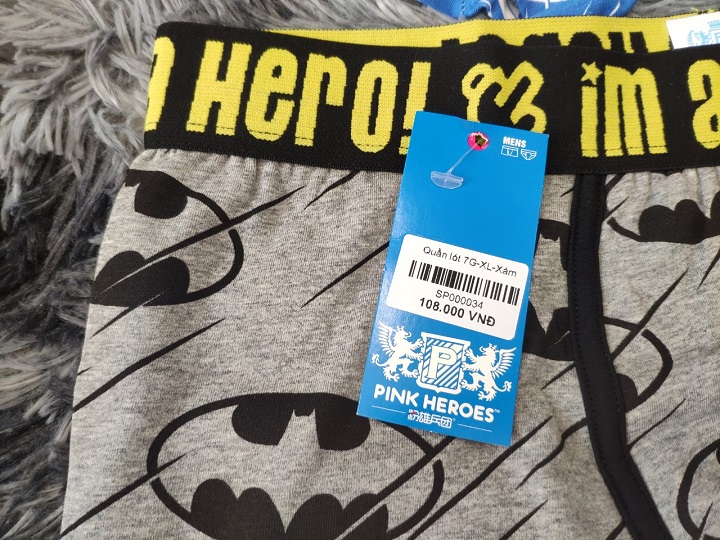 Hero!
im a
MENS
Quần lót 7G-XL-Xám
SP000034
108.000 VNĐ
P
PINK HEROES